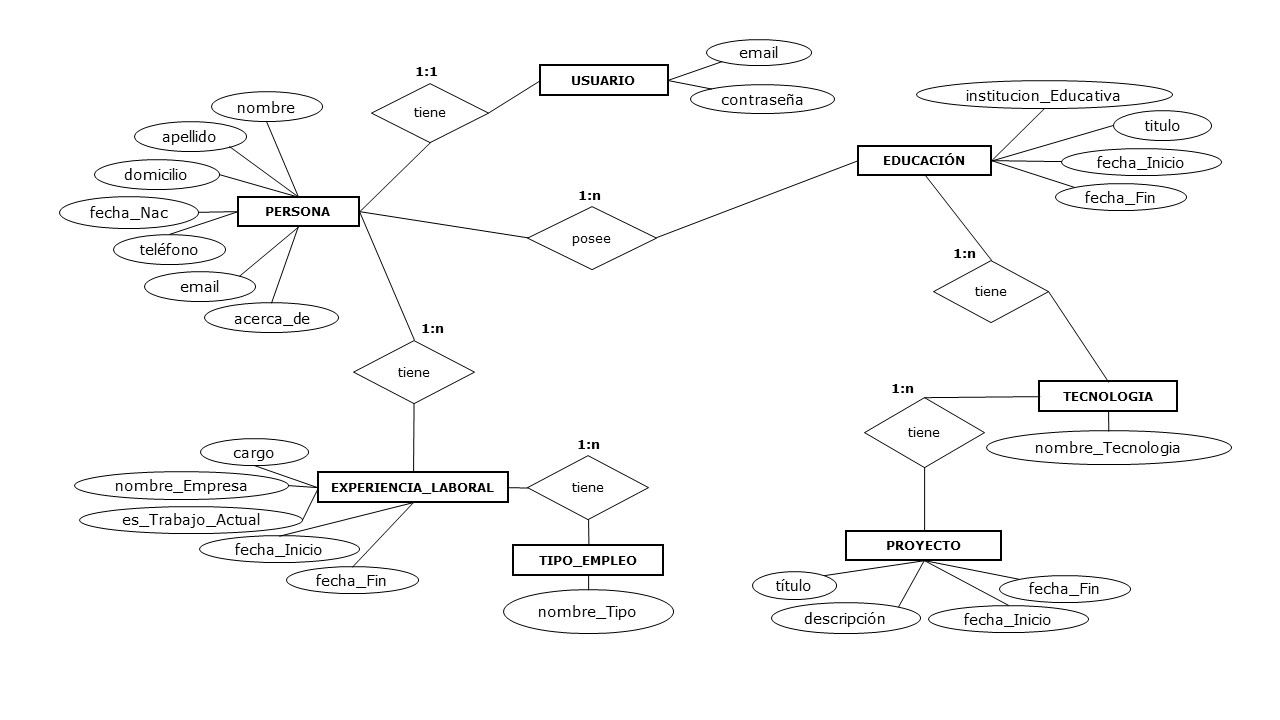 email
1:1
USUARIO
contraseña
institucion_Educativa
nombre
tiene
titulo
apellido
EDUCACIÓN
fecha_Inicio
domicilio
1:n
fecha_Fin
fecha_Nac
PERSONA
posee
teléfono
1:n
email
tiene
acerca_de
1:n
tiene
1:n
TECNOLOGIA
tiene
nombre_Tecnologia
1:n
cargo
nombre_Empresa
EXPERIENCIA_LABORAL
tiene
es_Trabajo_Actual
fecha_Inicio
PROYECTO
TIPO_EMPLEO
fecha_Fin
título
fecha_Fin
nombre_Tipo
descripción
fecha_Inicio